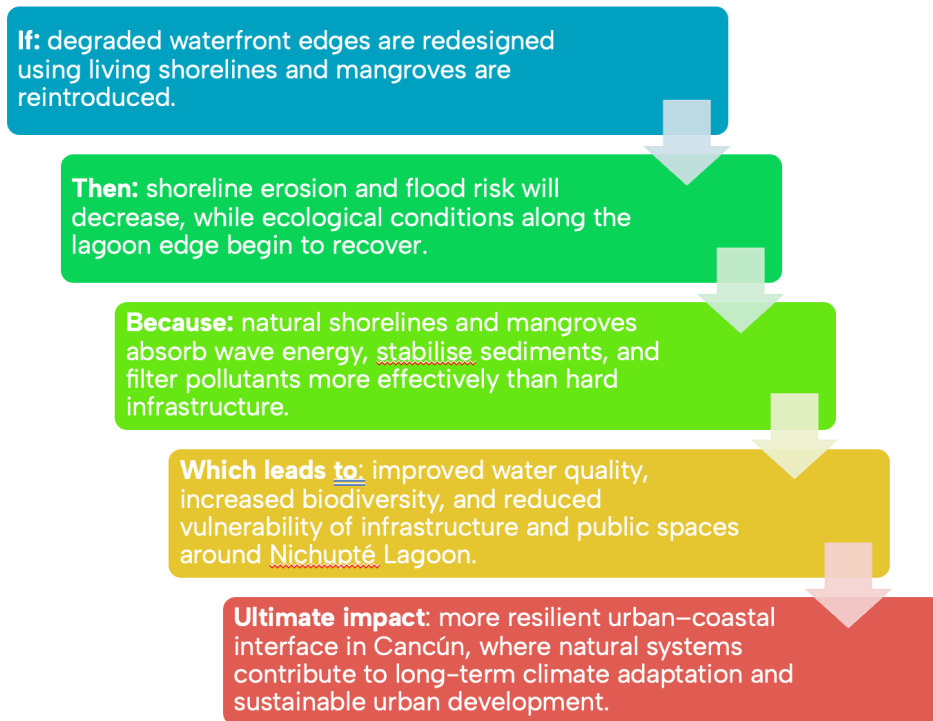 If: degraded waterfront edges are redesigned
using living shorelines and mangroves are
reintroduced.
Then: shoreline erosion and flood risk will
decrease, while ecological conditions along the
lagoon edge begin to recover.
Because: natural shorelines and mangroves
absorb wave energy, stabilise sediments, and
filter pollutants more effectively than hard
infrastructure.
Which leads to: improved water quality,
increased biodiversity, and reduced
vulnerability of infrastructure and public spaces
around Nichupté Lagoon.
Ultimate impact: more resilient urban–coastal
interface in Cancún, where natural systems
contribute to long-term climate adaptation and
sustainable urban development.